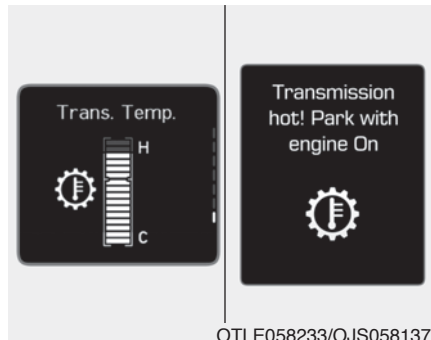 Trans. Temp.
H
C
Transmission
hot! Park with
engine On
OTLE058233/OJS058137